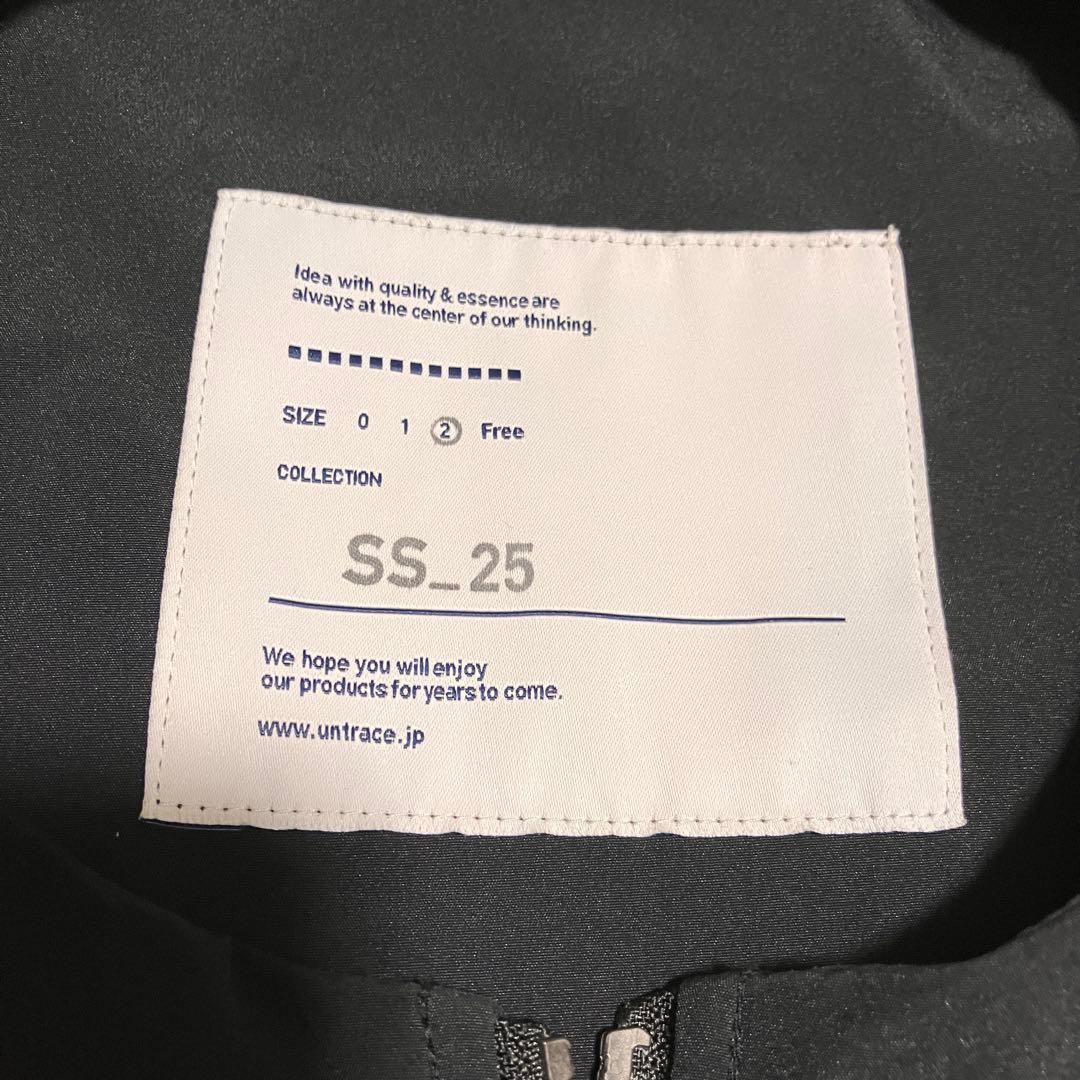 Idea with quality & essence are
always at the center of our thinking.
SIZE 0 1 2 Free
COLLECTION
SS_25
We hope you will enjoy
our products for years to come.
www.untrace.jp